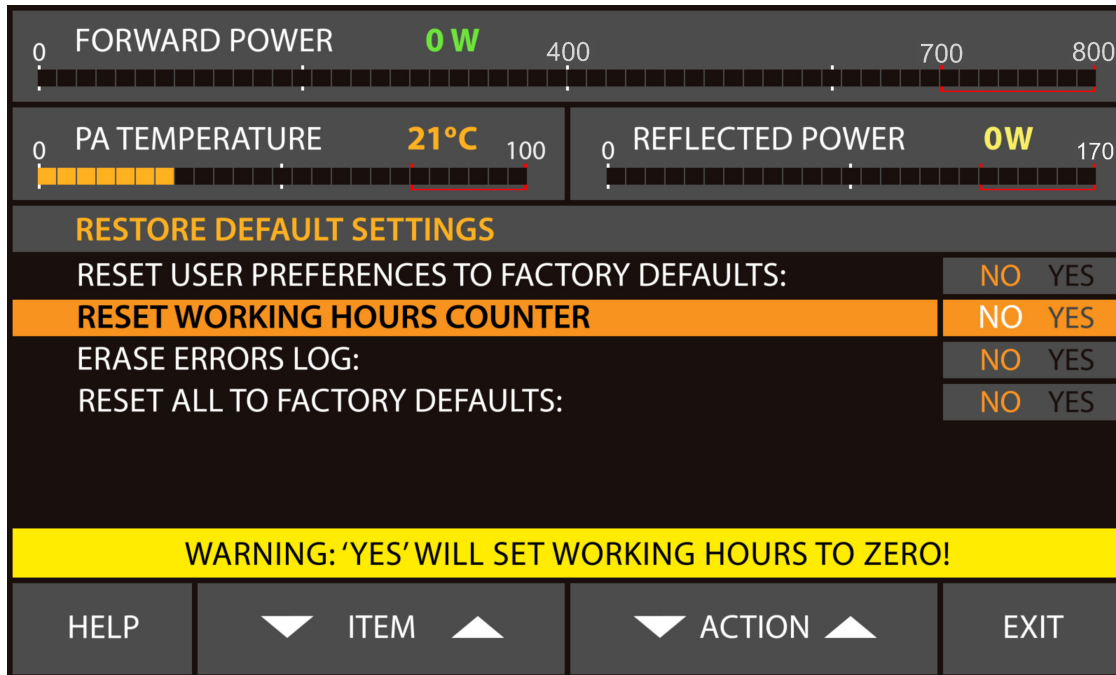 FORWARD POWER 0 W
0 400 700 800
PA TEMPERATURE 21ºC
0 100
REFLECTED POWER 0W
0 170
RESTORE DEFAULT SETTINGS
RESET USER PREFERENCES TO FACTORY DEFAULTS: NO YES
RESET WORKING HOURS COUNTER NO YES
ERASE ERRORS LOG: NO YES
RESET ALL TO FACTORY DEFAULTS: NO YES
WARNING: ‘YES’ WILL SET WORKING HOURS TO ZERO!
HELP ITEM ACTION EXIT